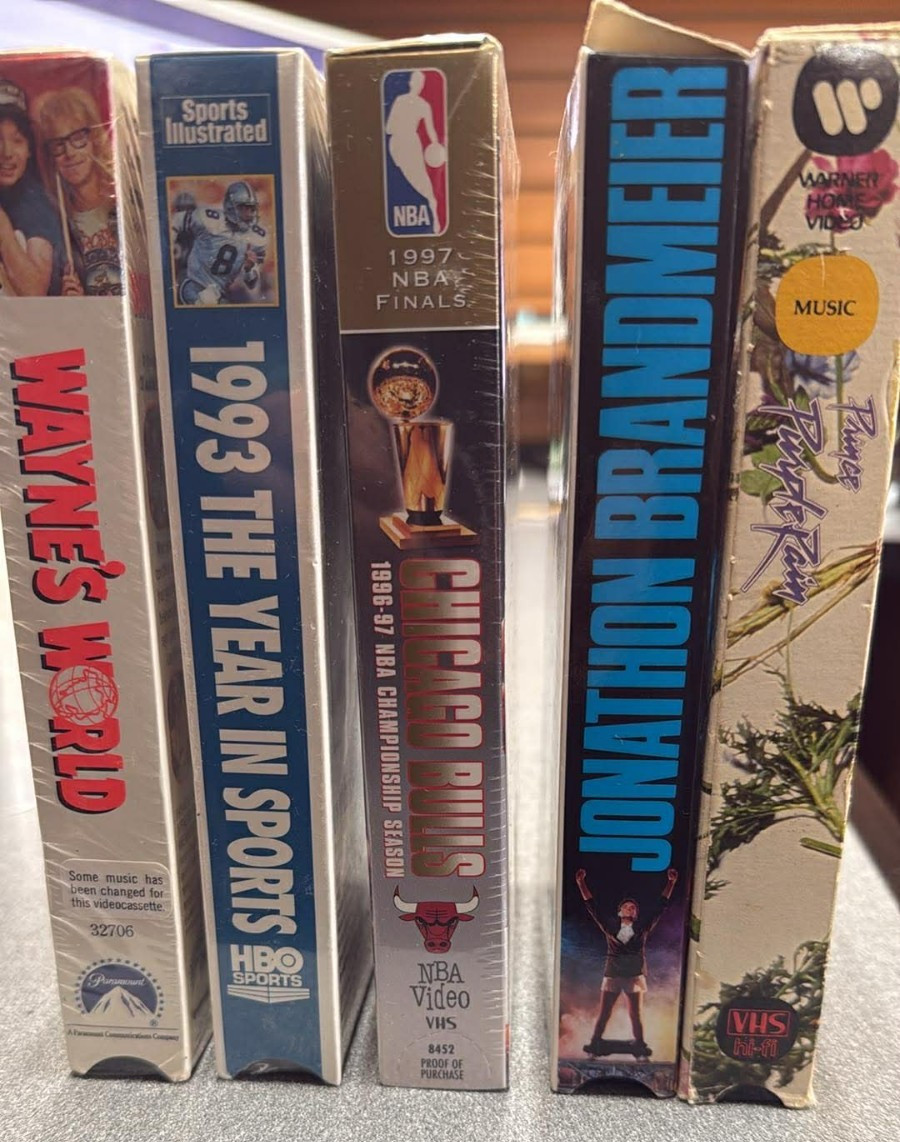 WAYNE'S WORLD
Some music has
been changed for
this videocassette.
32706
Paramount
A Paramount Communications Company
Sports
Illustrated
8
8
1993 THE YEAR IN SPORTS
HBO
SPORTS
NBA
1997
NBA
FINALS
CHICAGO BULLS
1996-97 NBA CHAMPIONSHIP SEASON
NBA
Video
VHS
8452
PROOF OF
PURCHASE
JONATHON BRANDMEIER
WARNER
HOME
VIDEO
MUSIC
Prince
Purple Rain
VHS
hi-fi